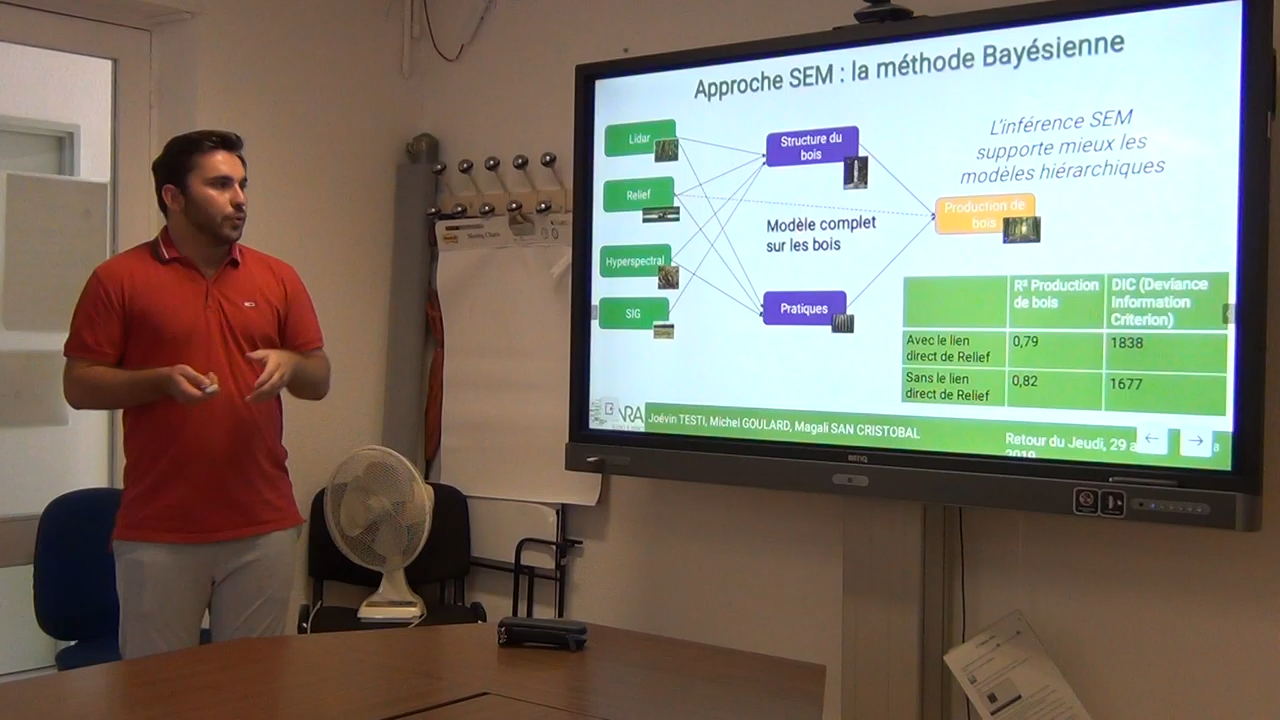 Approche SEM : la méthode Bayésienne
Lidar
Relief
Hyperspectral
SIG
Structure du
bois
Modèle complet
sur les bois
Pratiques
L'inférence SEM
supporte mieux les
modèles hiérarchiques
Production de
bois
R² Production
de bois
DIC (Deviance
Information
Criterion)
Avec le lien
direct de Relief
0,79
1838
Sans le lien
direct de Relief
0,82
1677
Joévin TESTI, Michel GOULARD, Magali SAN CRISTOBAL
Retour du Jeudi, 29 a
2019
BenQ